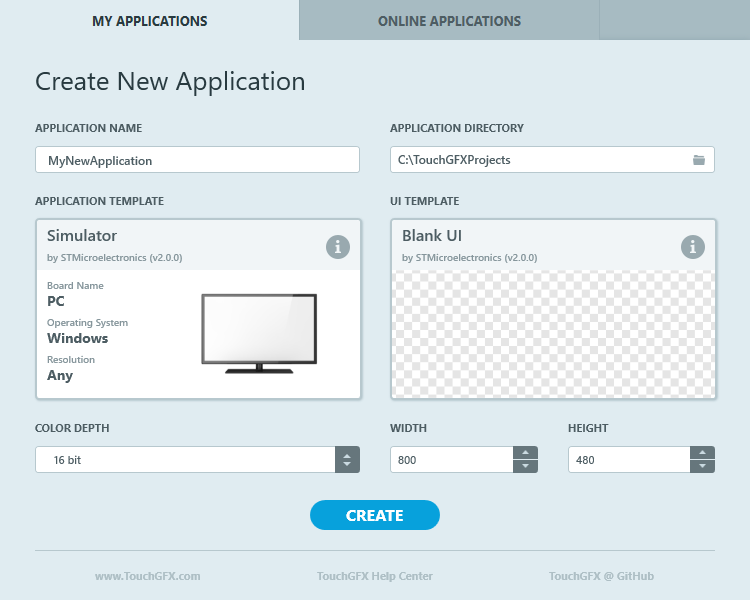 MY APPLICATIONS
ONLINE APPLICATIONS
Create New Application
APPLICATION NAME
APPLICATION DIRECTORY
MyNewApplication
C:\TouchGFXProjects
APPLICATION TEMPLATE
UI TEMPLATE
Simulator
by STMicroelectronics (v2.0.0)
Board Name
PC
Operating System
Windows
Resolution
Any
Blank UI
by STMicroelectronics (v2.0.0)
COLOR DEPTH
WIDTH
HEIGHT
16 bit
800
480
CREATE
www.TouchGFX.com
TouchGFX Help Center
TouchGFX @ GitHub